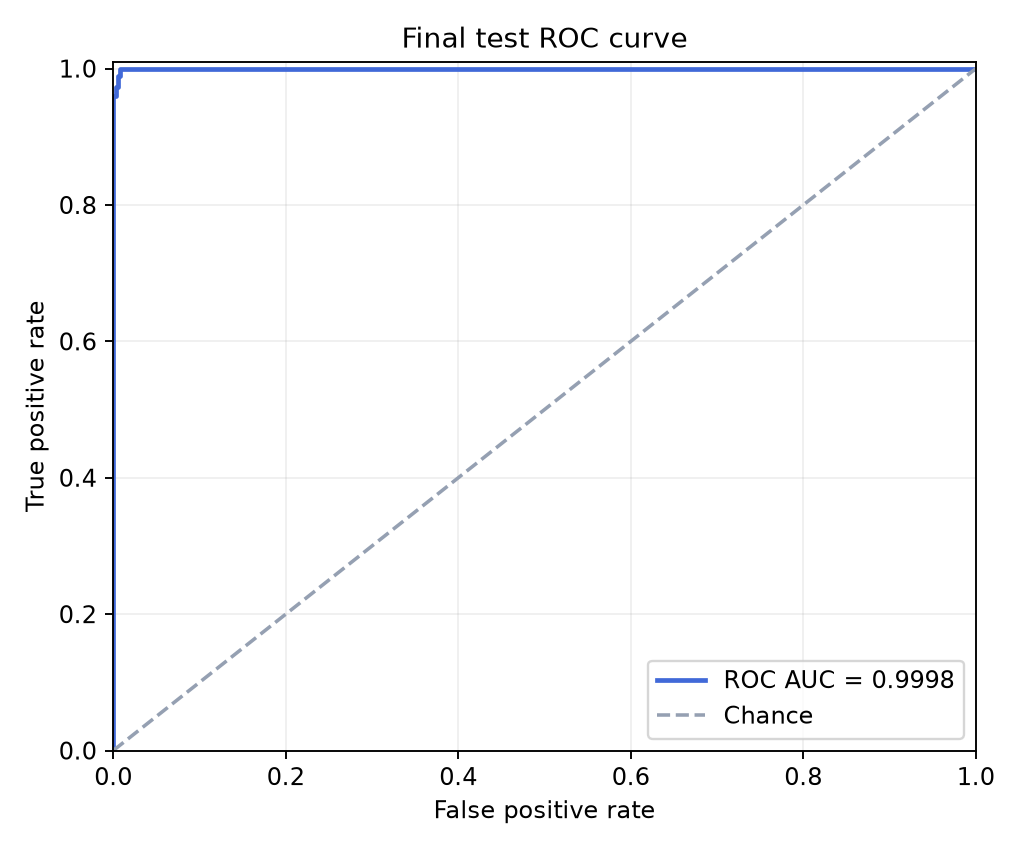 Final test ROC curve
1.0
0.8
0.6
0.4
0.2
0.0
True positive rate
0.0 0.2 0.4 0.6 0.8 1.0
False positive rate
ROC AUC = 0.9998
Chance